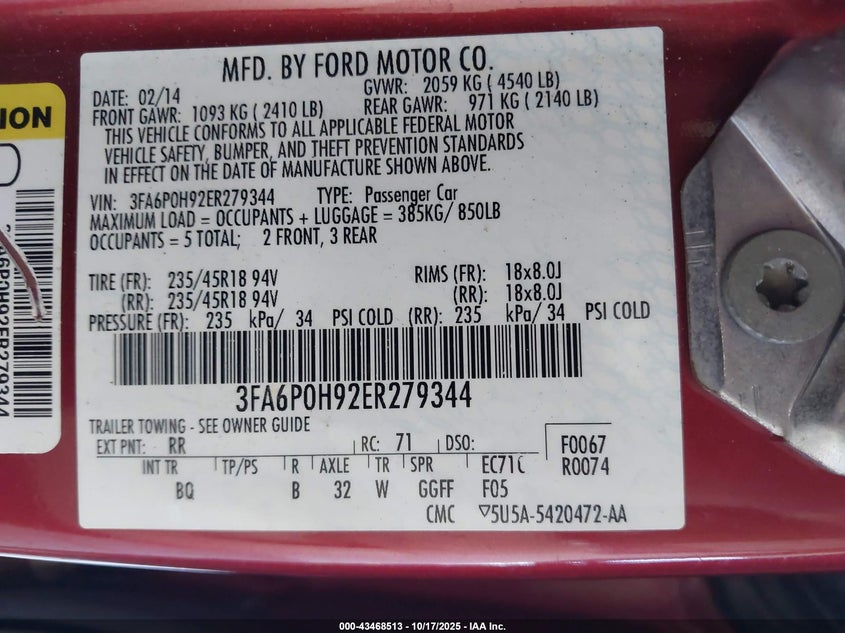 MFD. BY FORD MOTOR CO.
DATE: 02/14
GVWR: 2059 KG ( 4540 LB)
FRONT GAWR: 1093 KG ( 2410 LB)
REAR GAWR: 971 KG ( 2140 LB)
THIS VEHICLE CONFORMS TO ALL APPLICABLE FEDERAL MOTOR
VEHICLE SAFETY, BUMPER, AND THEFT PREVENTION STANDARDS
IN EFFECT ON THE DATE OF MANUFACTURE SHOWN ABOVE.
VIN: 3FA6P0H92ER279344 TYPE: Passenger Car
MAXIMUM LOAD = OCCUPANTS + LUGGAGE = 385KG/ 850LB
OCCUPANTS = 5 TOTAL; 2 FRONT, 3 REAR
TIRE (FR): 235/45R18 94V RIMS (FR): 18x8.0J
(RR): 235/45R18 94V (RR): 18x8.0J
PRESSURE (FR): 235 kPa/ 34 PSI COLD (RR): 235 kPa/ 34 PSI COLD
3FA6P0H92ER279344
TRAILER TOWING - SEE OWNER GUIDE
EXT PNT: RR RC: 71 DSO: F0067
R0074
INT TR TP/PS R AXLE TR SPR EC71C
BQ B 32 W GGFF F05
CMC ▽5U5A-5420472-AA
000-43468513 - 10/17/2025 - IAA Inc.